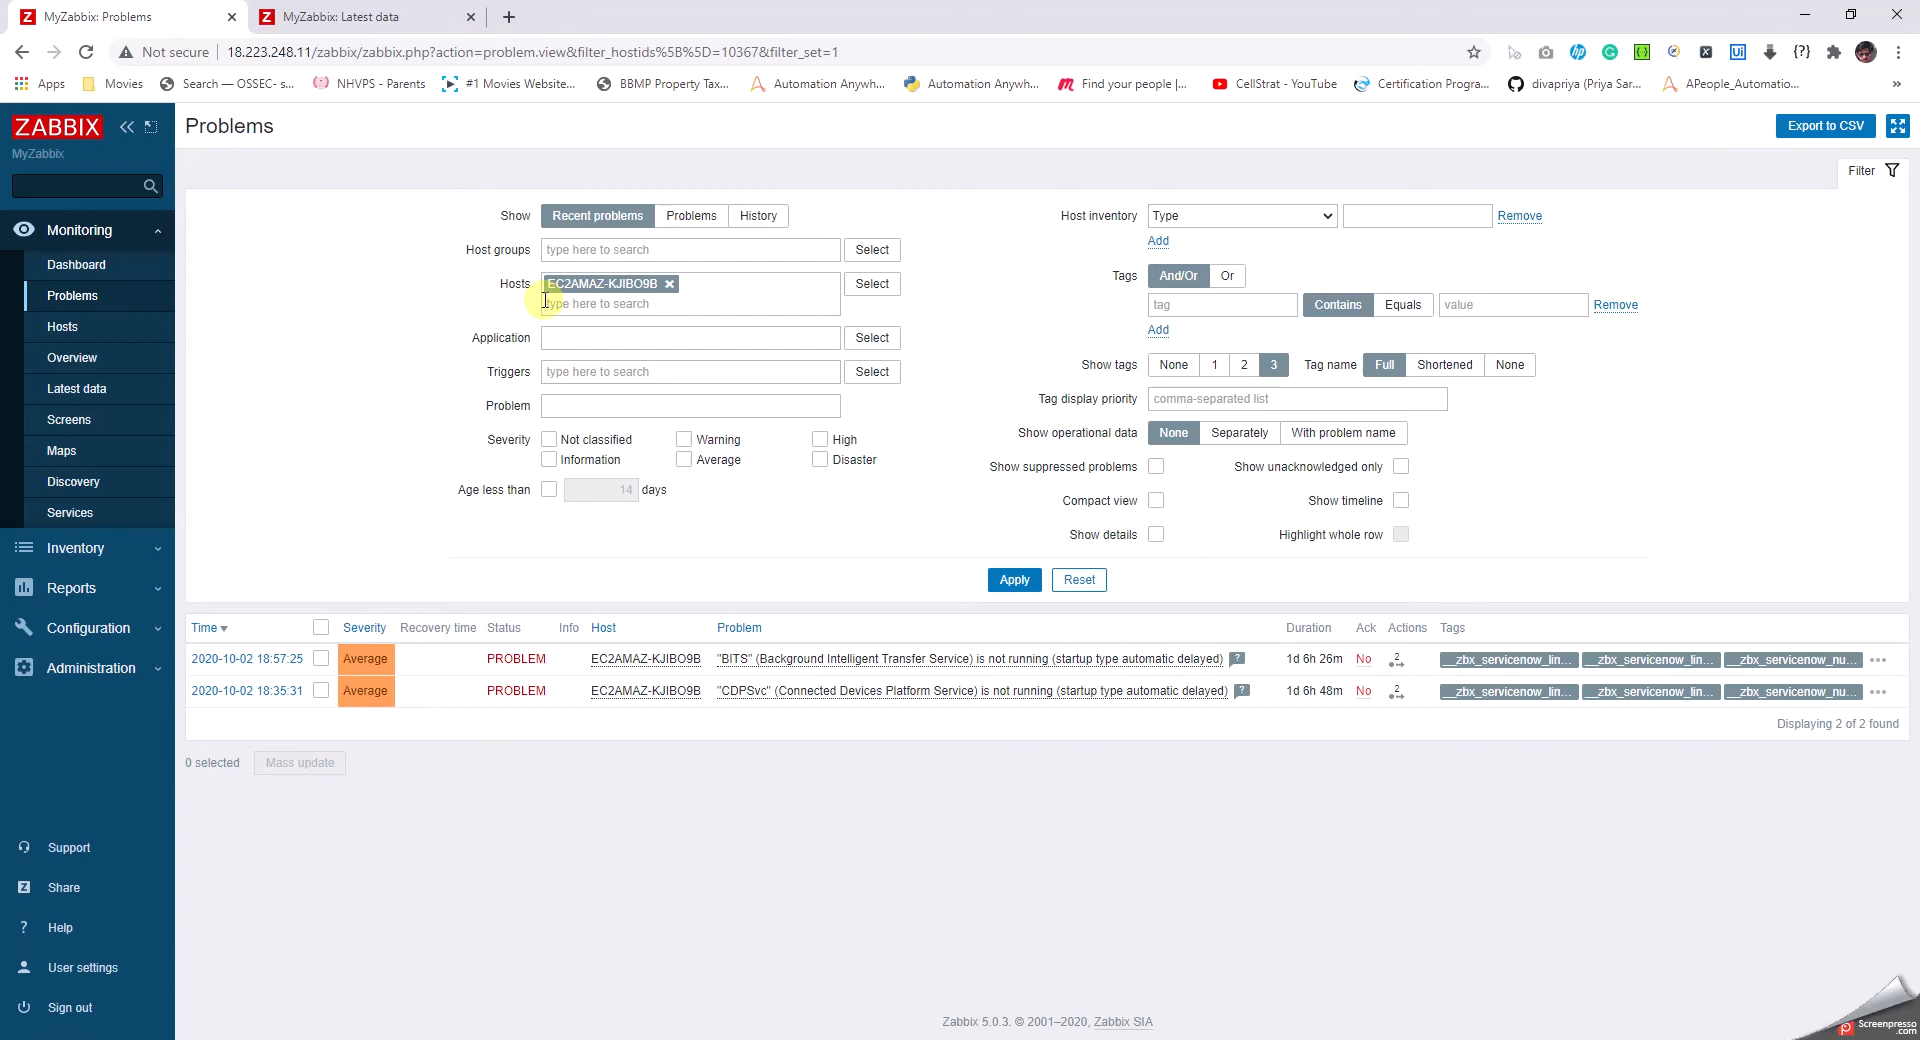 MyZabbix: Problems
MyZabbix: Latest data
Not secure
18.223.248.11/zabbix/zabbix.php?action=problem.view&filter_hostids%5B%5D=10367&filter_set=1
Apps
Movies
Search — OSSEC- s...
NHVPS - Parents
#1 Movies Website...
BBMP Property Tax...
Automation Anywh...
Automation Anywh...
Find your people |...
CellStrat - YouTube
Certification Progra...
divapriya (Priya Sar...
APeople_Automatio...
»
ZABBIX
MyZabbix
Monitoring
Dashboard
Problems
Hosts
Overview
Latest data
Screens
Maps
Discovery
Services
Inventory
Reports
Configuration
Administration
Support
Share
Help
User settings
Sign out
Problems
Export to CSV
Filter
Show Recent problems Problems History
Host groups type here to search Select
Hosts EC2AMAZ-KJIBO9B Select
type here to search
Application Select
Triggers type here to search Select
Problem
Severity Not classified Warning High
Information Average Disaster
Age less than 14 days
Host inventory Type Remove
Add
Tags And/Or Or
tag Contains Equals value Remove
Add
Show tags None 1 2 3 Tag name Full Shortened None
Tag display priority comma-separated list
Show operational data None Separately With problem name
Show suppressed problems Show unacknowledged only
Compact view Show timeline
Show details Highlight whole row
Apply Reset
Time Severity Recovery time Status Info Host Problem Duration Ack Actions Tags
2020-10-02 18:57:25 Average PROBLEM EC2AMAZ-KJIBO9B "BITS" (Background Intelligent Transfer Service) is not running (startup type automatic delayed) ? 1d 6h 26m No 2 __zbx_servicenow_lin... __zbx_servicenow_lin... __zbx_servicenow_nu... •••
2020-10-02 18:35:31 Average PROBLEM EC2AMAZ-KJIBO9B "CDPSvc" (Connected Devices Platform Service) is not running (startup type automatic delayed) ? 1d 6h 48m No 2 __zbx_servicenow_lin... __zbx_servicenow_lin... __zbx_servicenow_nu... •••
Displaying 2 of 2 found
0 selected Mass update
Zabbix 5.0.3. © 2001–2020, Zabbix SIA
Screenpresso
.com